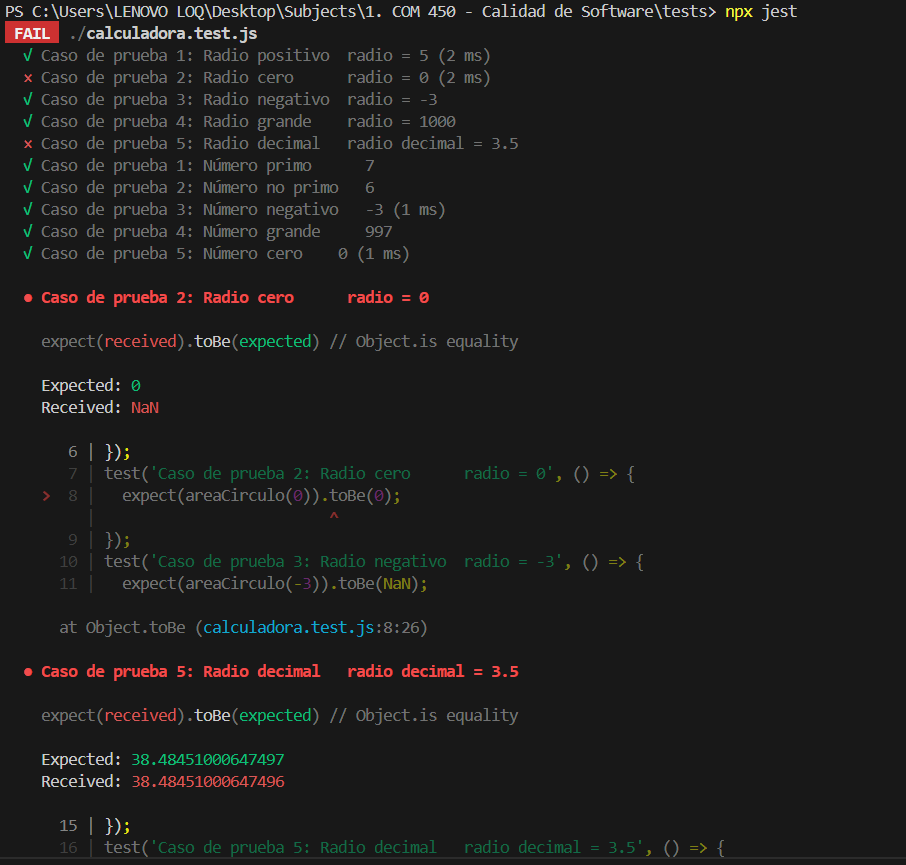 PS C:\Users\LENOVO LOQ\Desktop\Subjects\1. COM 450 - Calidad de Software\tests> npx jest
FAIL ./calculadora.test.js
√ Caso de prueba 1: Radio positivo  radio = 5 (2 ms)
× Caso de prueba 2: Radio cero      radio = 0 (2 ms)
√ Caso de prueba 3: Radio negativo  radio = -3
√ Caso de prueba 4: Radio grande    radio = 1000
× Caso de prueba 5: Radio decimal   radio decimal = 3.5
√ Caso de prueba 1: Número primo      7
√ Caso de prueba 2: Número no primo   6
√ Caso de prueba 3: Número negativo   -3 (1 ms)
√ Caso de prueba 4: Número grande     997
√ Caso de prueba 5: Número cero    0 (1 ms)
● Caso de prueba 2: Radio cero      radio = 0
expect(received).toBe(expected) // Object.is equality
Expected: 0
Received: NaN
6 | });
7 | test('Caso de prueba 2: Radio cero      radio = 0', () => {
> 8 |   expect(areaCirculo(0)).toBe(0);
|                          ^
9 | });
10 | test('Caso de prueba 3: Radio negativo  radio = -3', () => {
11 |   expect(areaCirculo(-3)).toBe(NaN);
at Object.toBe (calculadora.test.js:8:26)
● Caso de prueba 5: Radio decimal   radio decimal = 3.5
expect(received).toBe(expected) // Object.is equality
Expected: 38.48451000647497
Received: 38.48451000647496
15 | });
16 | test('Caso de prueba 5: Radio decimal   radio decimal = 3.5', () => {